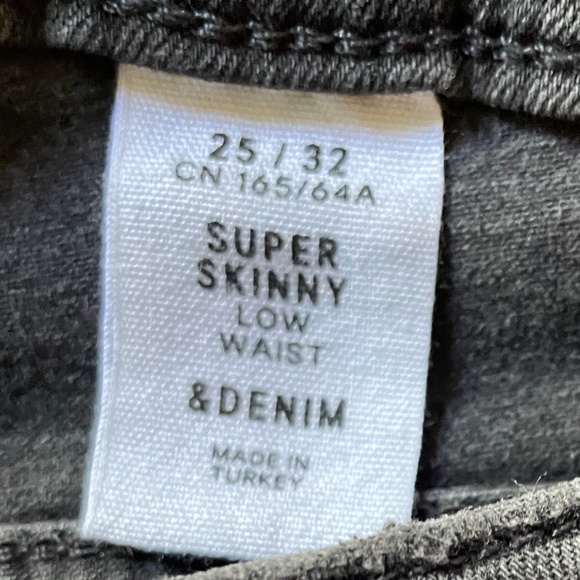 25 / 32
CN 165/64A
SUPER
SKINNY
LOW
WAIST
&DENIM
MADE IN
TURKEY